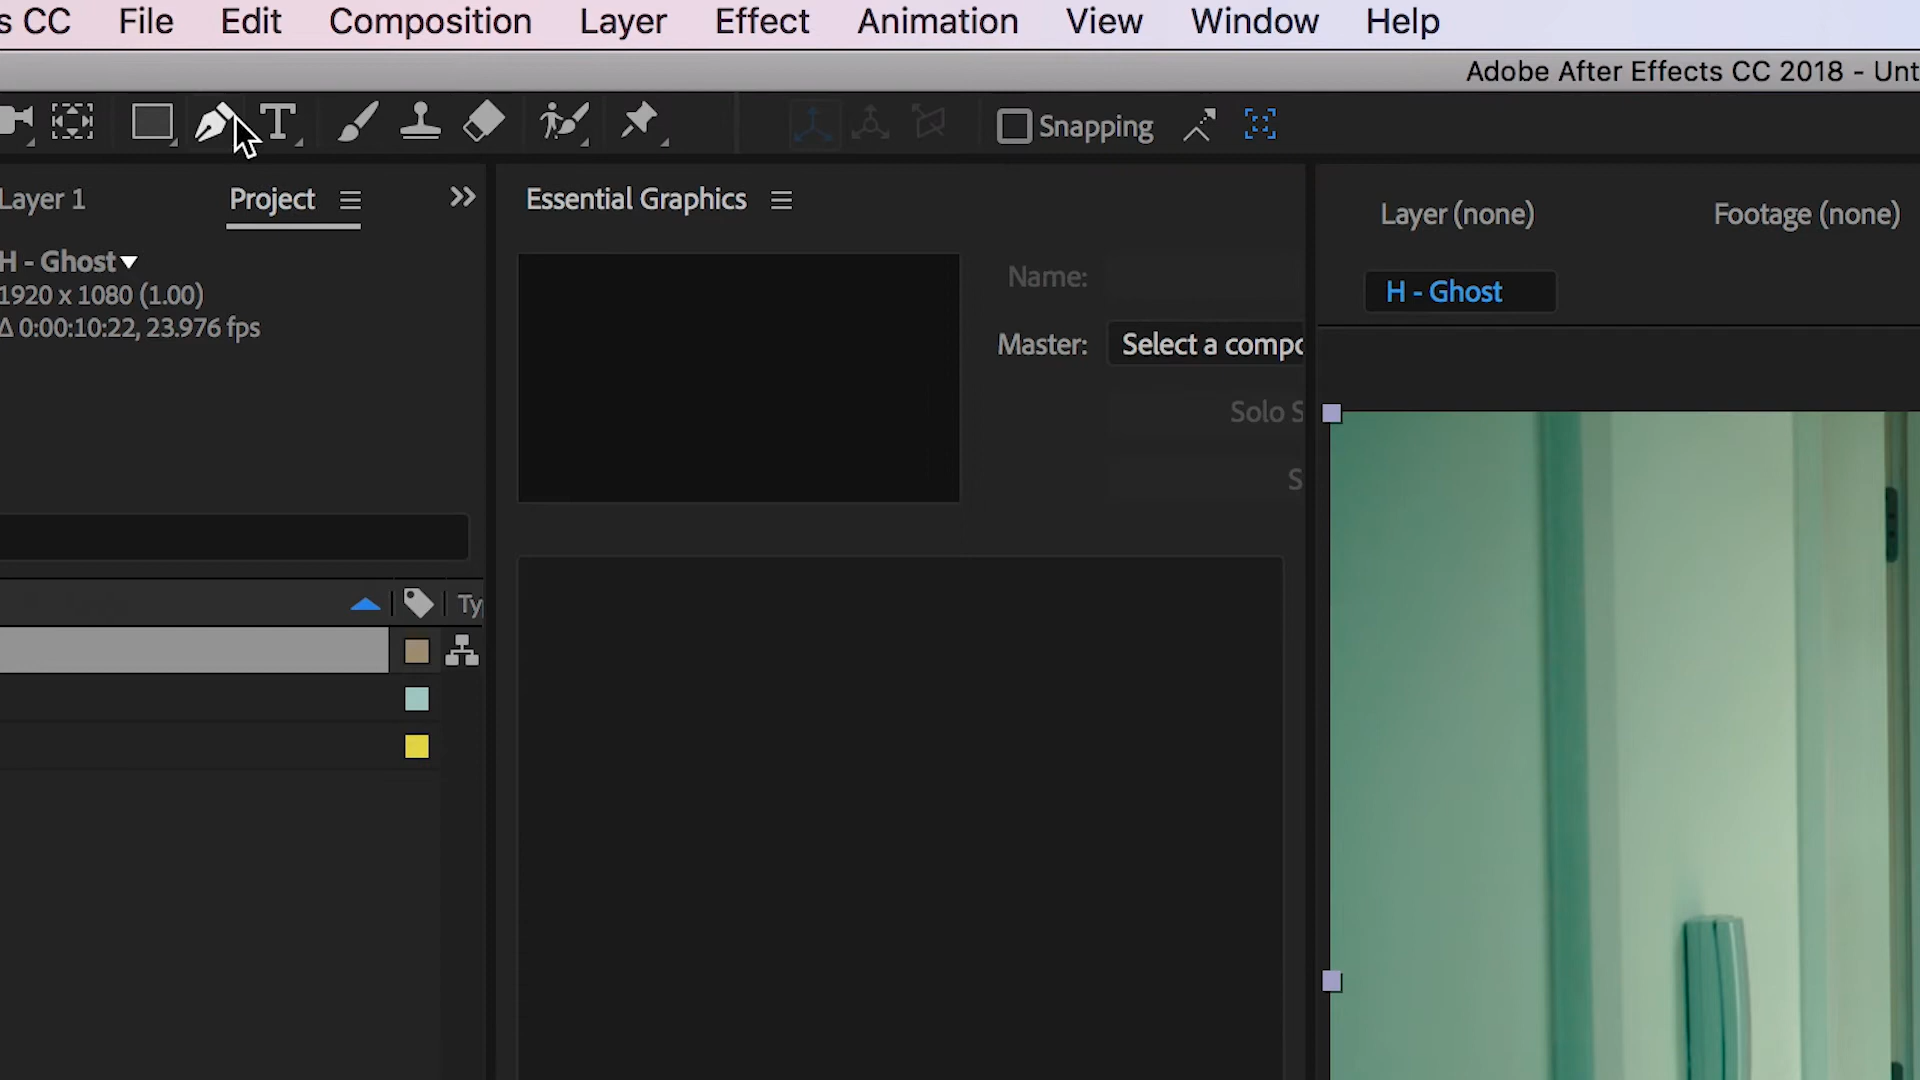 s CC File Edit Composition Layer Effect Animation View Window Help
Adobe After Effects CC 2018 - Unt
T
Snapping
Layer 1 Project
Essential Graphics
Layer (none) Footage (none)
H - Ghost
1920 x 1080 (1.00)
Δ 0:00:10:22, 23.976 fps
Name:
Master: Select a compo
Solo S
S
H - Ghost
Ty